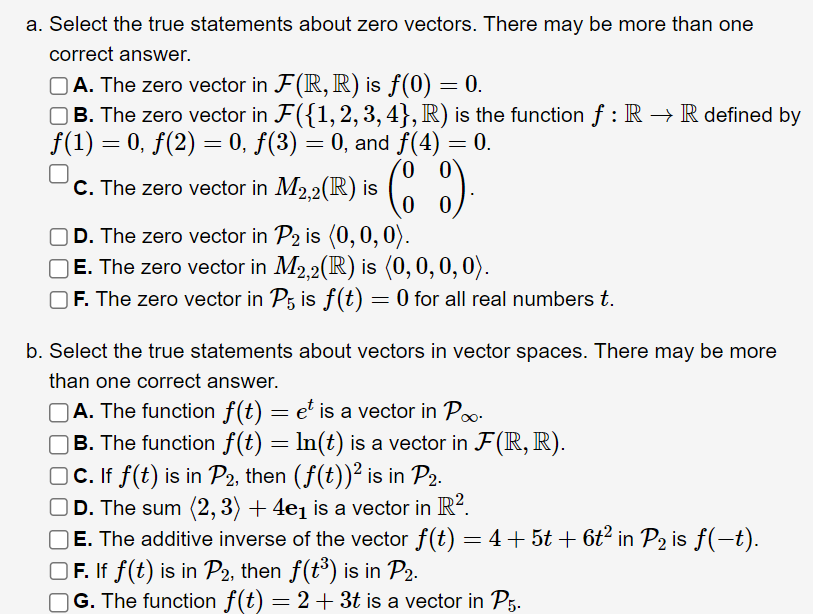 a. Select the true statements about zero vectors. There may be more than one
correct answer.
A. The zero vector in ℱ(ℝ, ℝ) is f(0) = 0.
B. The zero vector in ℱ({1, 2, 3, 4}, ℝ) is the function f : ℝ → ℝ defined by
f(1) = 0, f(2) = 0, f(3) = 0, and f(4) = 0.
C. The zero vector in M₂,₂(ℝ) is (0 0
0 0).
D. The zero vector in 𝒫₂ is ⟨0, 0, 0⟩.
E. The zero vector in M₂,₂(ℝ) is ⟨0, 0, 0, 0⟩.
F. The zero vector in 𝒫₅ is f(t) = 0 for all real numbers t.
b. Select the true statements about vectors in vector spaces. There may be more
than one correct answer.
A. The function f(t) = eᵗ is a vector in 𝒫∞.
B. The function f(t) = ln(t) is a vector in ℱ(ℝ, ℝ).
C. If f(t) is in 𝒫₂, then (f(t))² is in 𝒫₂.
D. The sum ⟨2, 3⟩ + 4e₁ is a vector in ℝ².
E. The additive inverse of the vector f(t) = 4 + 5t + 6t² in 𝒫₂ is f(−t).
F. If f(t) is in 𝒫₂, then f(t³) is in 𝒫₂.
G. The function f(t) = 2 + 3t is a vector in 𝒫₅.